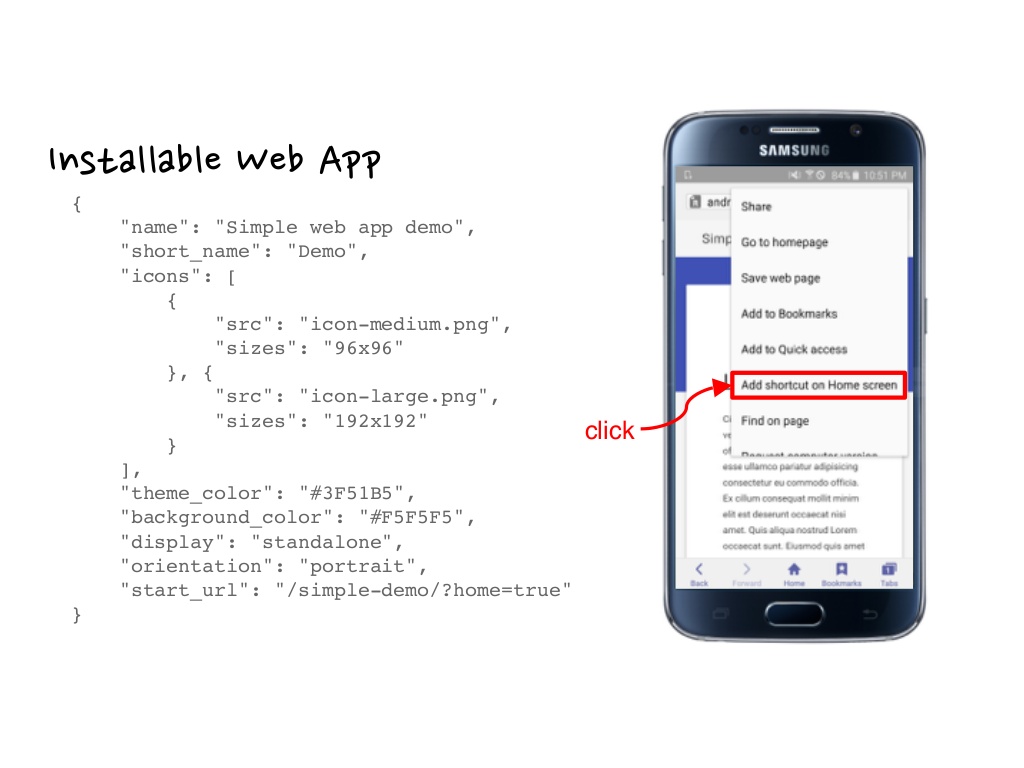 Installable Web App
{
"name": "Simple web app demo",
"short_name": "Demo",
"icons": [
{
"src": "icon-medium.png",
"sizes": "96x96"
}, {
"src": "icon-large.png",
"sizes": "192x192"
}
],
"theme_color": "#3F51B5",
"background_color": "#F5F5F5",
"display": "standalone",
"orientation": "portrait",
"start_url": "/simple-demo/?home=true"
}
click
SAMSUNG
84% 10:51 PM
andr
Simp
Share
Go to homepage
Save web page
Add to Bookmarks
Add to Quick access
Add shortcut on Home screen
Find on page
Request computer version
esse ullamco pariatur adipisicing
consectetur eu commodo officia.
Ex cillum consequat mollit minim
elit est deserunt occaecat nisi
amet. Quis aliqua nostrud Lorem
occaecat sunt. Eiusmod quis amet
Back Forward Home Bookmarks Tabs